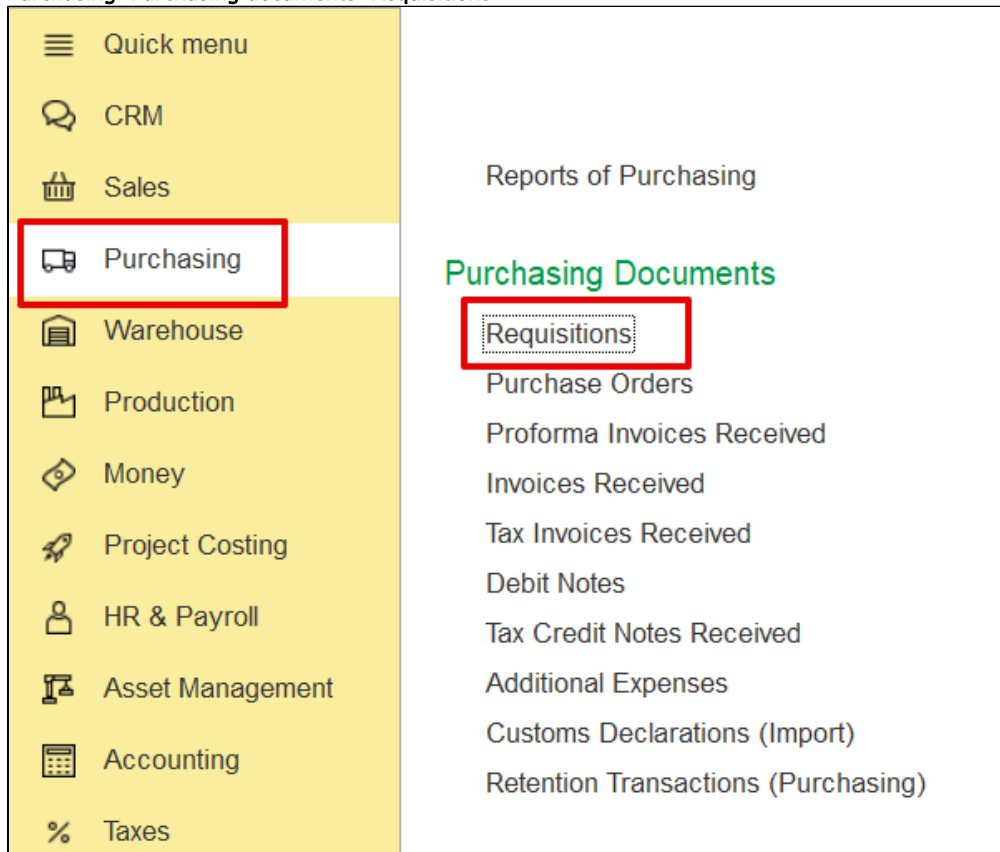 Quick menu
CRM
Sales
Purchasing
Warehouse
Production
Money
Project Costing
HR & Payroll
Asset Management
Accounting
% Taxes
Reports of Purchasing
Purchasing Documents
Requisitions
Purchase Orders
Proforma Invoices Received
Invoices Received
Tax Invoices Received
Debit Notes
Tax Credit Notes Received
Additional Expenses
Customs Declarations (Import)
Retention Transactions (Purchasing)